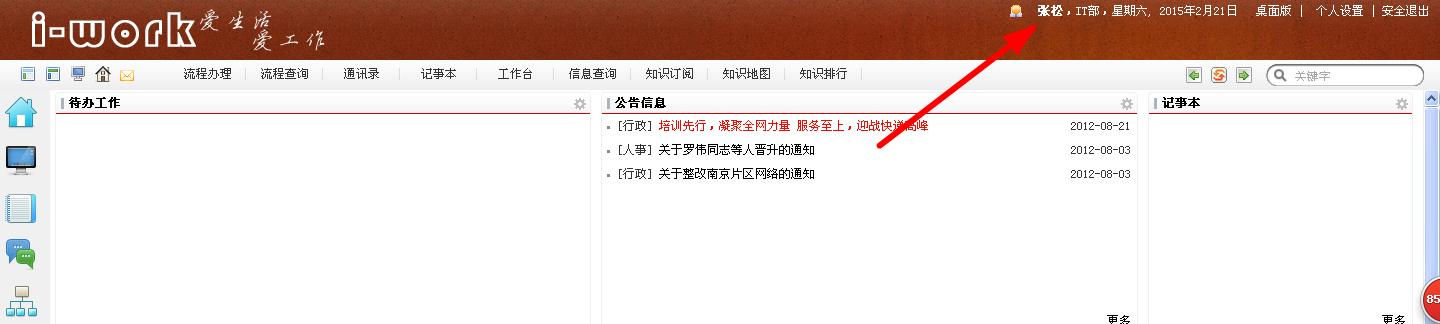 i-work 爱生活
爱工作
张松，IT部，星期六, 2015年2月21日 桌面版 | 个人设置 | 安全退出
流程办理 流程查询 通讯录 记事本 工作台 信息查询 知识订阅 知识地图 知识排行
关键字
待办工作
公告信息
[行政] 培训先行，凝聚全网力量 服务至上，迎战快递高峰 2012-08-21
[人事] 关于罗伟同志等人晋升的通知 2012-08-03
[行政] 关于整改南京片区网络的通知 2012-08-03
更多
记事本
更多
85